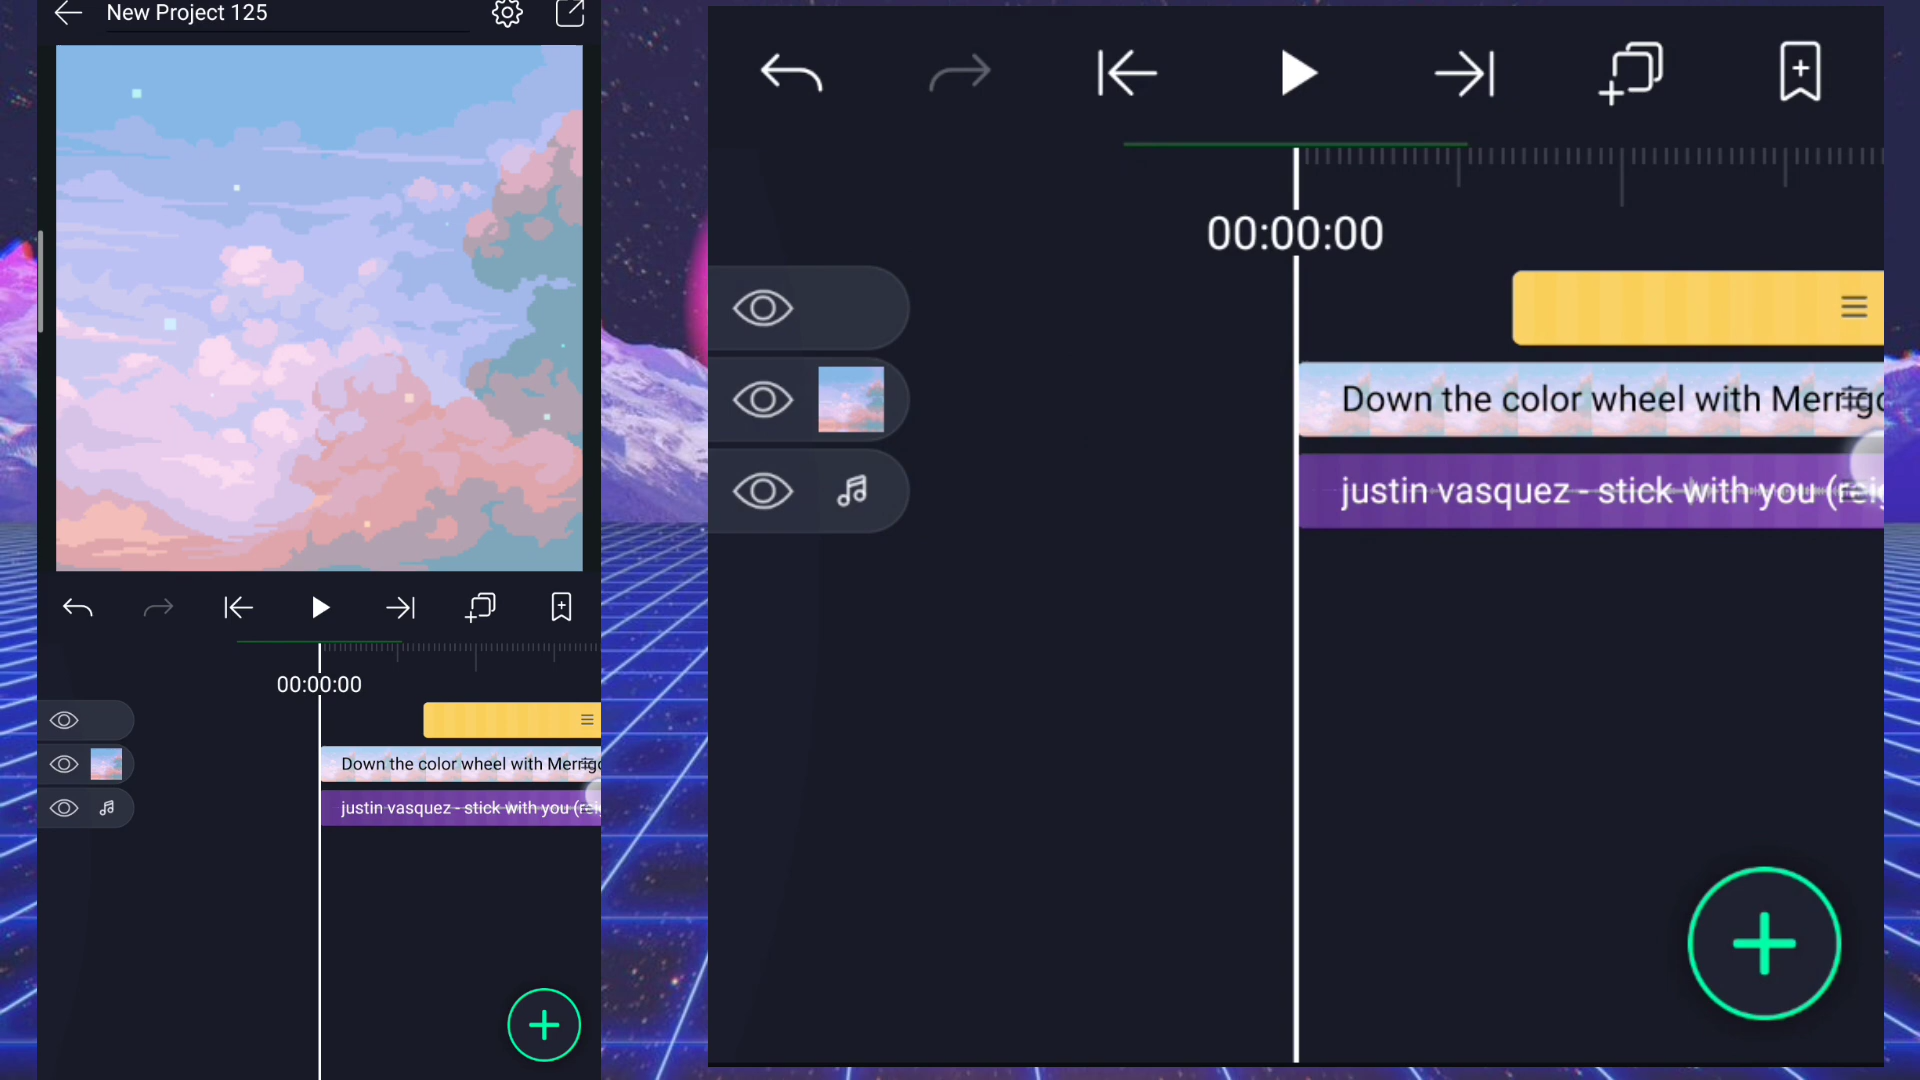 New Project 125
00:00:00
Down the color wheel with
justin vasquez - stick with you
00:00:00
Down the color wheel with
justin vasquez - stick with you